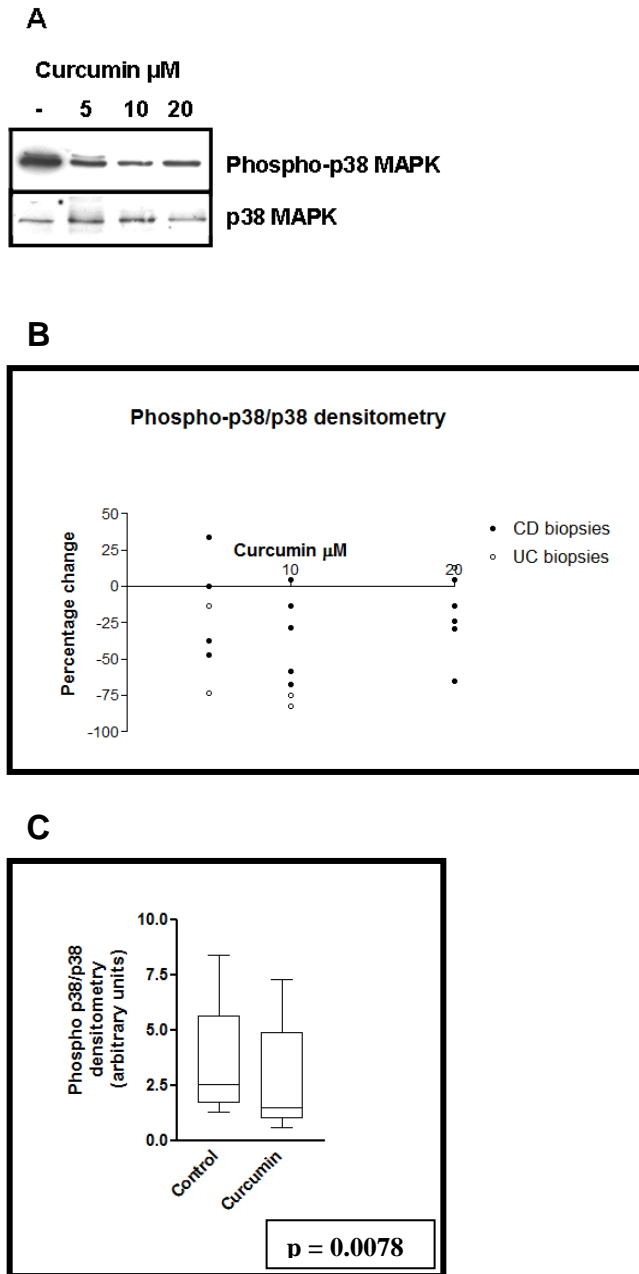 A
Curcumin µM
- 5 10 20
Phospho-p38 MAPK
p38 MAPK
B
Phospho-p38/p38 densitometry
50
25
0
-25
-50
-75
-100
Percentage change
Curcumin µM
10
20
CD biopsies
UC biopsies
C
10.0
7.5
5.0
2.5
0.0
Phospho p38/p38
densitometry
(arbitrary units)
Control
Curcumin
p = 0.0078